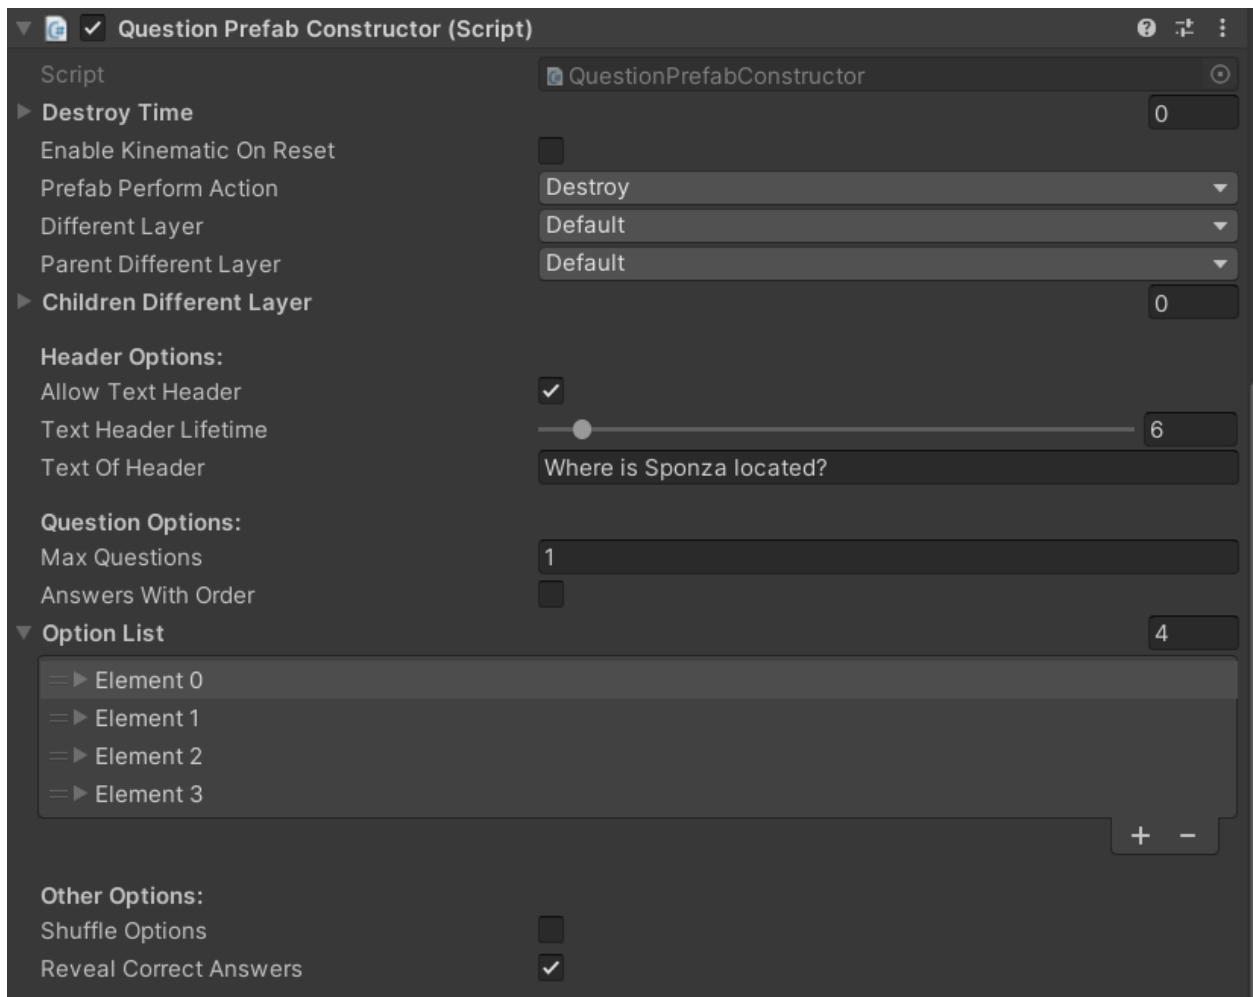 Question Prefab Constructor (Script)
Script QuestionPrefabConstructor
Destroy Time 0
Enable Kinematic On Reset
Prefab Perform Action Destroy
Different Layer Default
Parent Different Layer Default
Children Different Layer 0
Header Options:
Allow Text Header
Text Header Lifetime 6
Text Of Header Where is Sponza located?
Question Options:
Max Questions 1
Answers With Order
Option List 4
Element 0
Element 1
Element 2
Element 3
Other Options:
Shuffle Options
Reveal Correct Answers